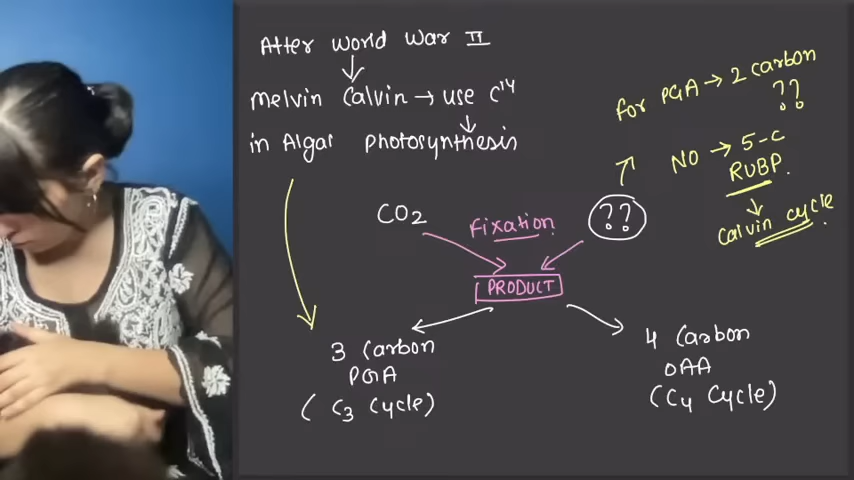 After World War II
Melvin Calvin → use C14
in Algal photosynthesis
for PGA → 2 carbon
??
NO → 5-C
RUBP.
Calvin cycle
CO2
Fixation
??
PRODUCT
3 Carbon
PGA
( C3 Cycle)
4 Carbon
OAA
(C4 Cycle)